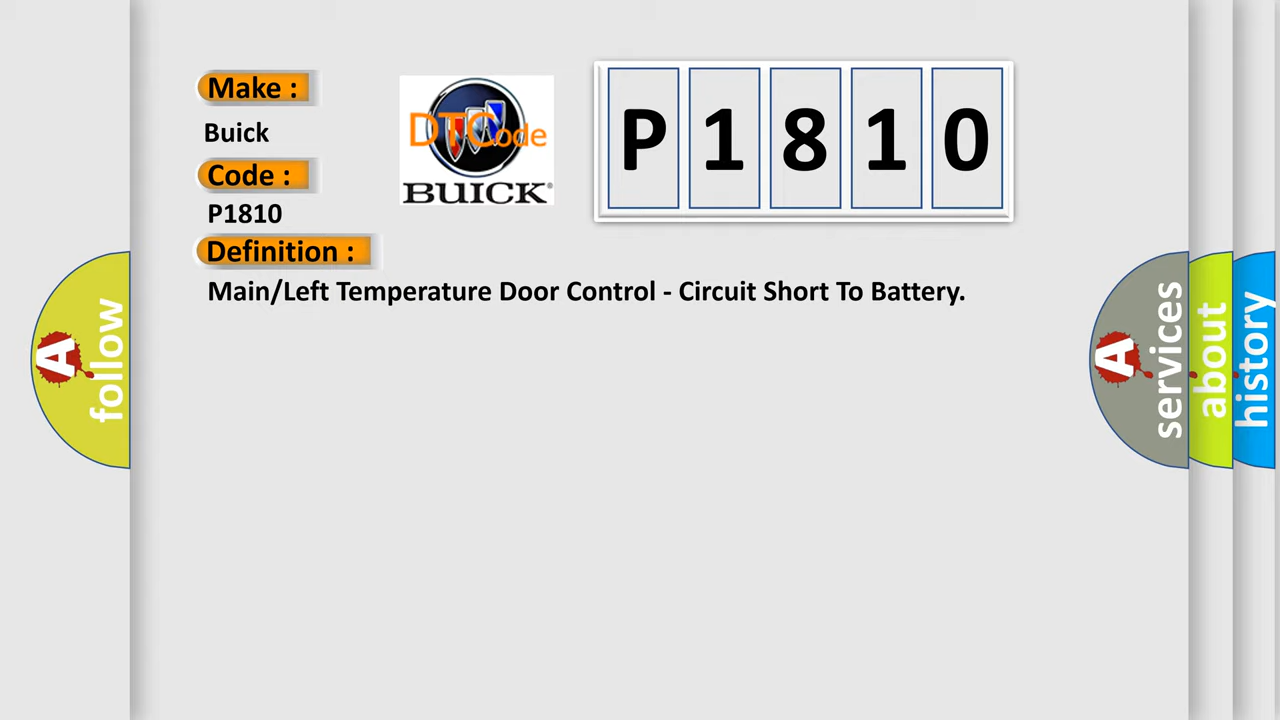 Make :
Buick
Code :
P1810
Definition :
Main/Left Temperature Door Control - Circuit Short To Battery.
DTCode
BUICK®
P 1 8 1 0
A follow
A services
about
history